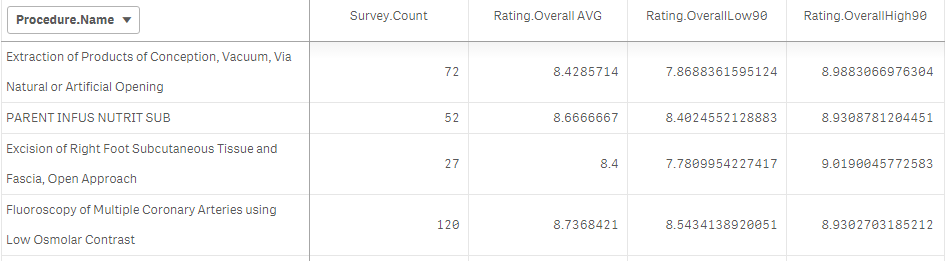 Procedure.Name Survey.Count Rating.Overall AVG Rating.OverallLow90 Rating.OverallHigh90
Extraction of Products of Conception, Vacuum, Via
Natural or Artificial Opening
72 8.4285714 7.8688361595124 8.9883066976304
PARENT INFUS NUTRIT SUB 52 8.6666667 8.4024552128883 8.9308781204451
Excision of Right Foot Subcutaneous Tissue and
Fascia, Open Approach
27 8.4 7.7809954227417 9.0190045772583
Fluoroscopy of Multiple Coronary Arteries using
Low Osmolar Contrast
120 8.7368421 8.5434138920051 8.9302703185212